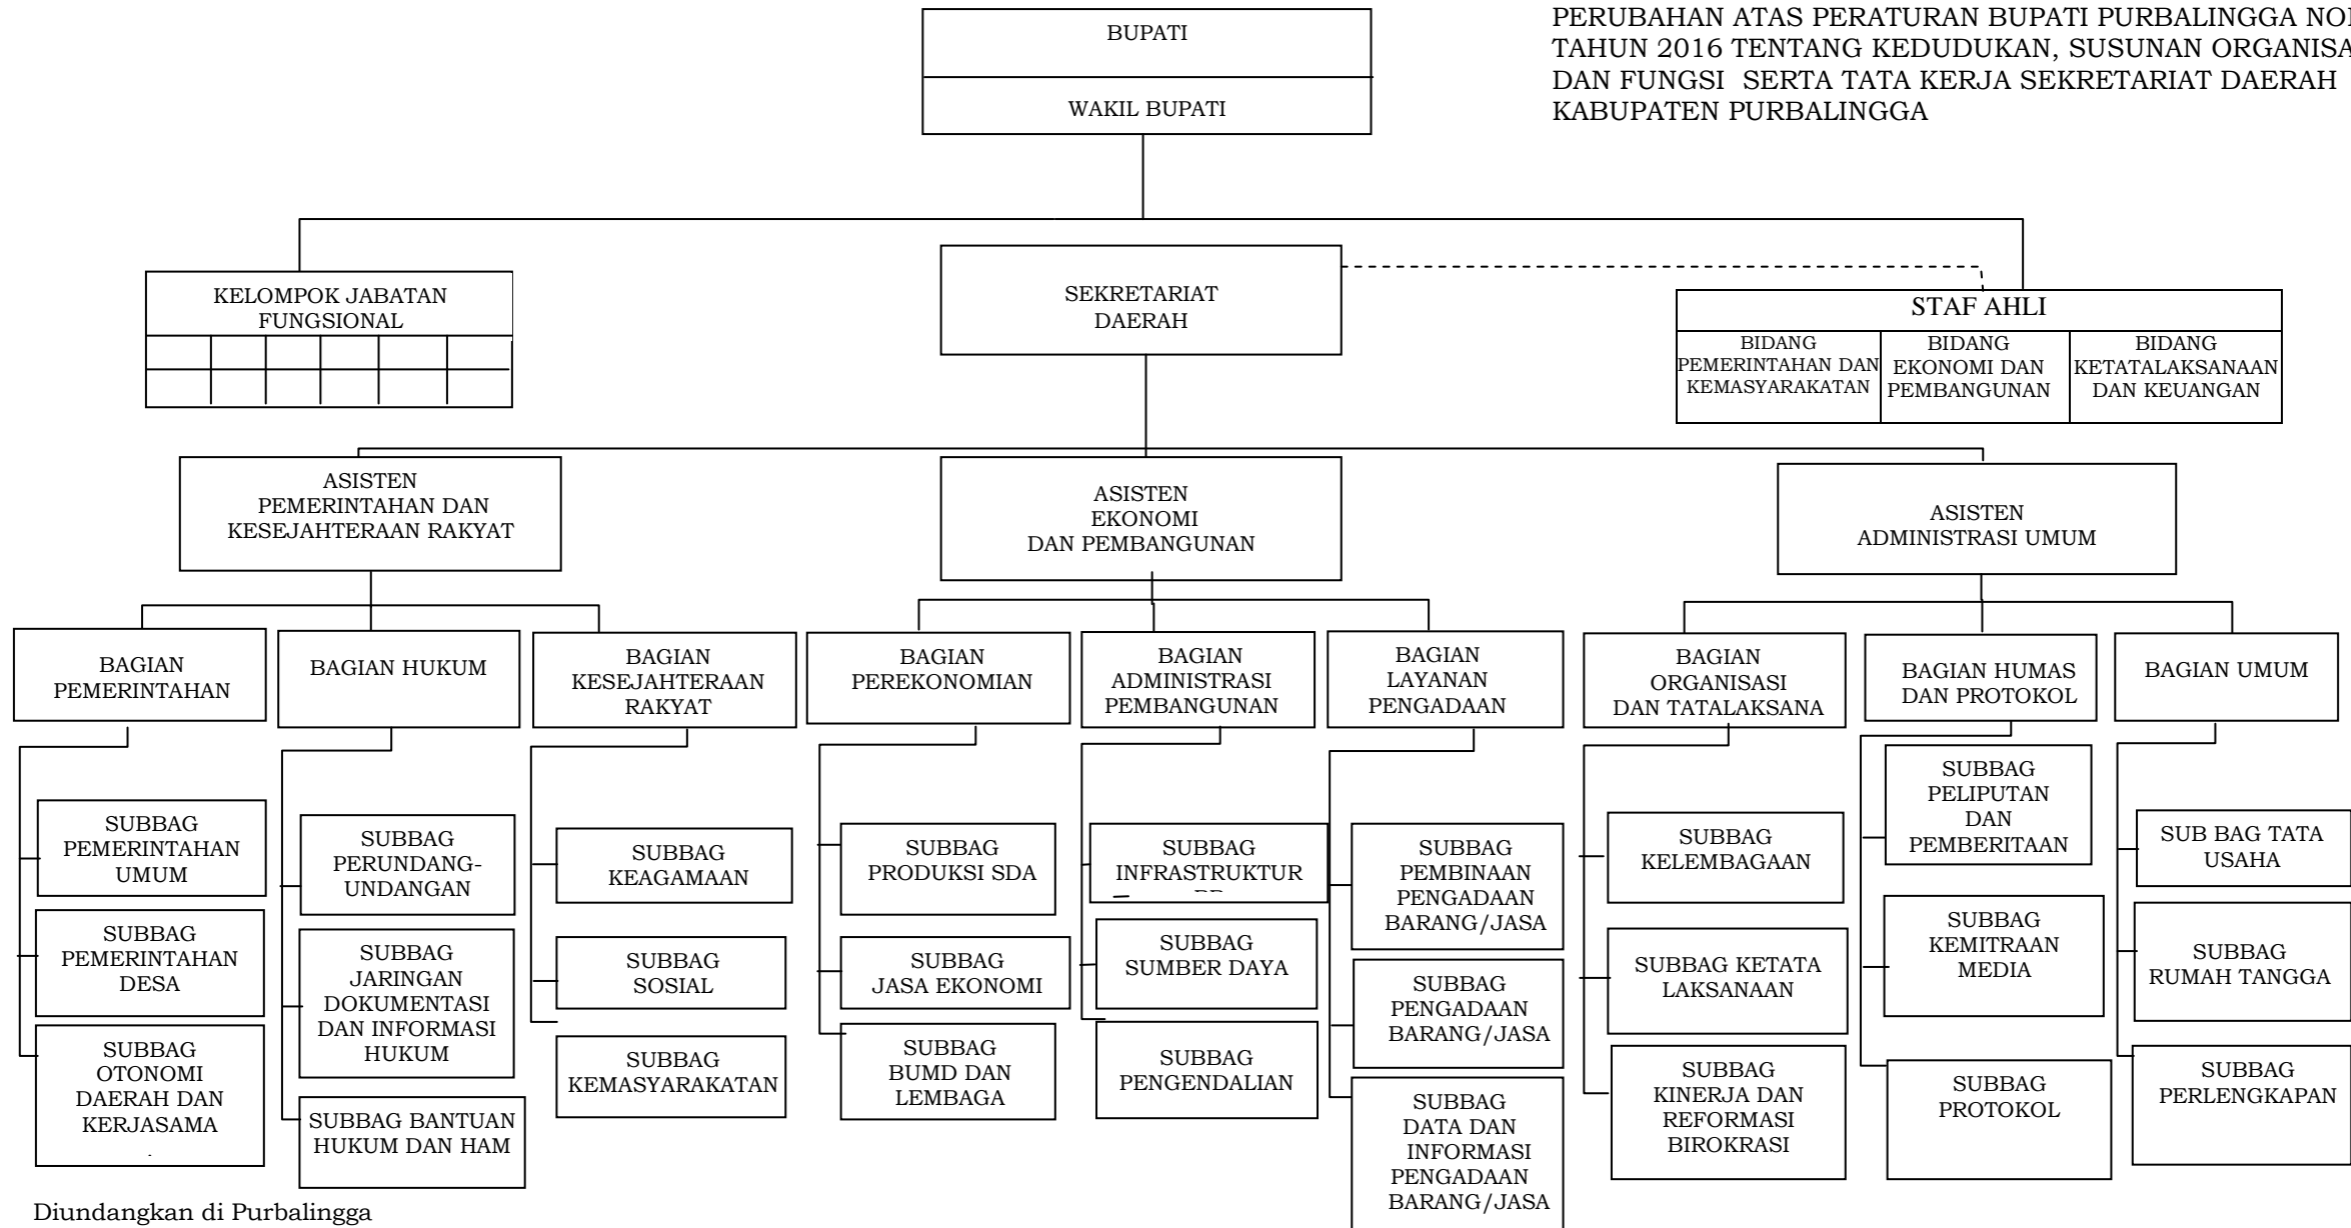 PERUBAHAN ATAS PERATURAN BUPATI PURBALINGGA
TAHUN 2016 TENTANG KEDUDUKAN, SUSUNAN
DAN FUNGSI SERTA TATA KERJA SEKRETARIAT DAERAH
KABUPATEN PURBALINGGA
BUPATI
WAKIL BUPATI
KELOMPOK JABATAN
FUNGSIONAL
SEKRETARIAT
DAERAH
STAF AHLI
BIDANG
PEMERINTAHAN DAN
KEMASYARAKATAN
BIDANG
EKONOMI DAN
PEMBANGUNAN
BIDANG
KETATALAKSANAAN
DAN KEUANGAN
ASISTEN
PEMERINTAHAN DAN
KESEJAHTERAAN RAKYAT
ASISTEN
EKONOMI
DAN PEMBANGUNAN
ASISTEN
ADMINISTRASI UMUM
BAGIAN
PEMERINTAHAN
BAGIAN HUKUM
BAGIAN
KESEJAHTERAAN
RAKYAT
BAGIAN
PEREKONOMIAN
BAGIAN
ADMINISTRASI
PEMBANGUNAN
BAGIAN
LAYANAN
PENGADAAN
BAGIAN
ORGANISASI
DAN TATALAKSANA
BAGIAN HUMAS
DAN PROTOKOL
BAGIAN UMUM
SUBBAG
PEMERINTAHAN
UMUM
SUBBAG
PEMERINTAHAN
DESA
SUBBAG
OTONOMI
DAERAH DAN
KERJASAMA
.
SUBBAG
PERUNDANG-
UNDANGAN
SUBBAG
JARINGAN
DOKUMENTASI
DAN INFORMASI
HUKUM
SUBBAG BANTUAN
HUKUM DAN HAM
SUBBAG
KEAGAMAAN
SUBBAG
SOSIAL
SUBBAG
KEMASYARAKATAN
SUBBAG
PRODUKSI SDA
SUBBAG
JASA EKONOMI
SUBBAG
BUMD DAN
LEMBAGA
SUBBAG
INFRASTRUKTUR
SUBBAG
SUMBER DAYA
SUBBAG
PENGENDALIAN
SUBBAG
PEMBINAAN
PENGADAAN
BARANG/JASA
SUBBAG
PENGADAAN
BARANG/JASA
SUBBAG
DATA DAN
INFORMASI
PENGADAAN
BARANG/JASA
SUBBAG
KELEMBAGAAN
SUBBAG KETATA
LAKSANAAN
SUBBAG
KINERJA DAN
REFORMASI
BIROKRASI
SUBBAG
PELIPUTAN
DAN
PEMBERITAAN
SUBBAG
KEMITRAAN
MEDIA
SUBBAG
PROTOKOL
SUB BAG TATA
USAHA
SUBBAG
RUMAH TANGGA
SUBBAG
PERLENGKAPAN
Diundangkan di Purbalingga